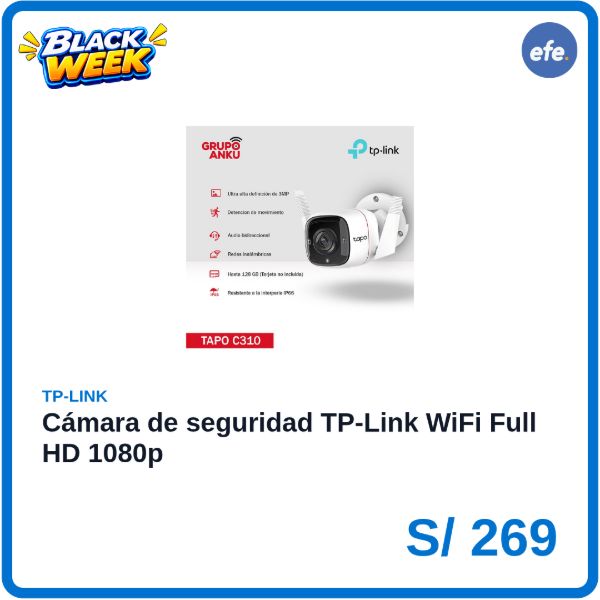 BLACK
WEEK
efe.
GRUPO
ANKU
tp-link
Ultra alta definición de 3MP
Detencion de movimiento
Audio bidireccional
Redes inalámbricas
Hasta 128 GB (Tarjeta no incluida)
Resistente a la interperie IP66
tapo
TAPO C310
TP-LINK
Cámara de seguridad TP-Link WiFi Full
HD 1080p
S/ 269